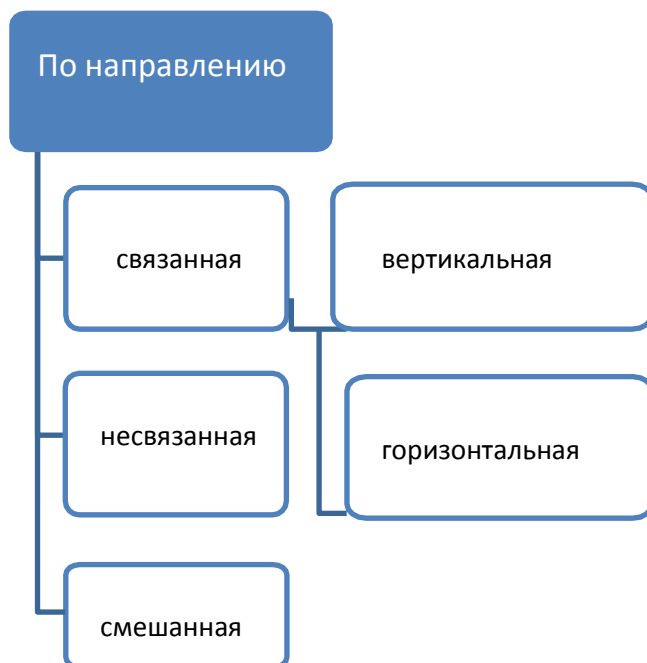 По направлению
связанная
вертикальная
несвязанная
горизонтальная
смешанная